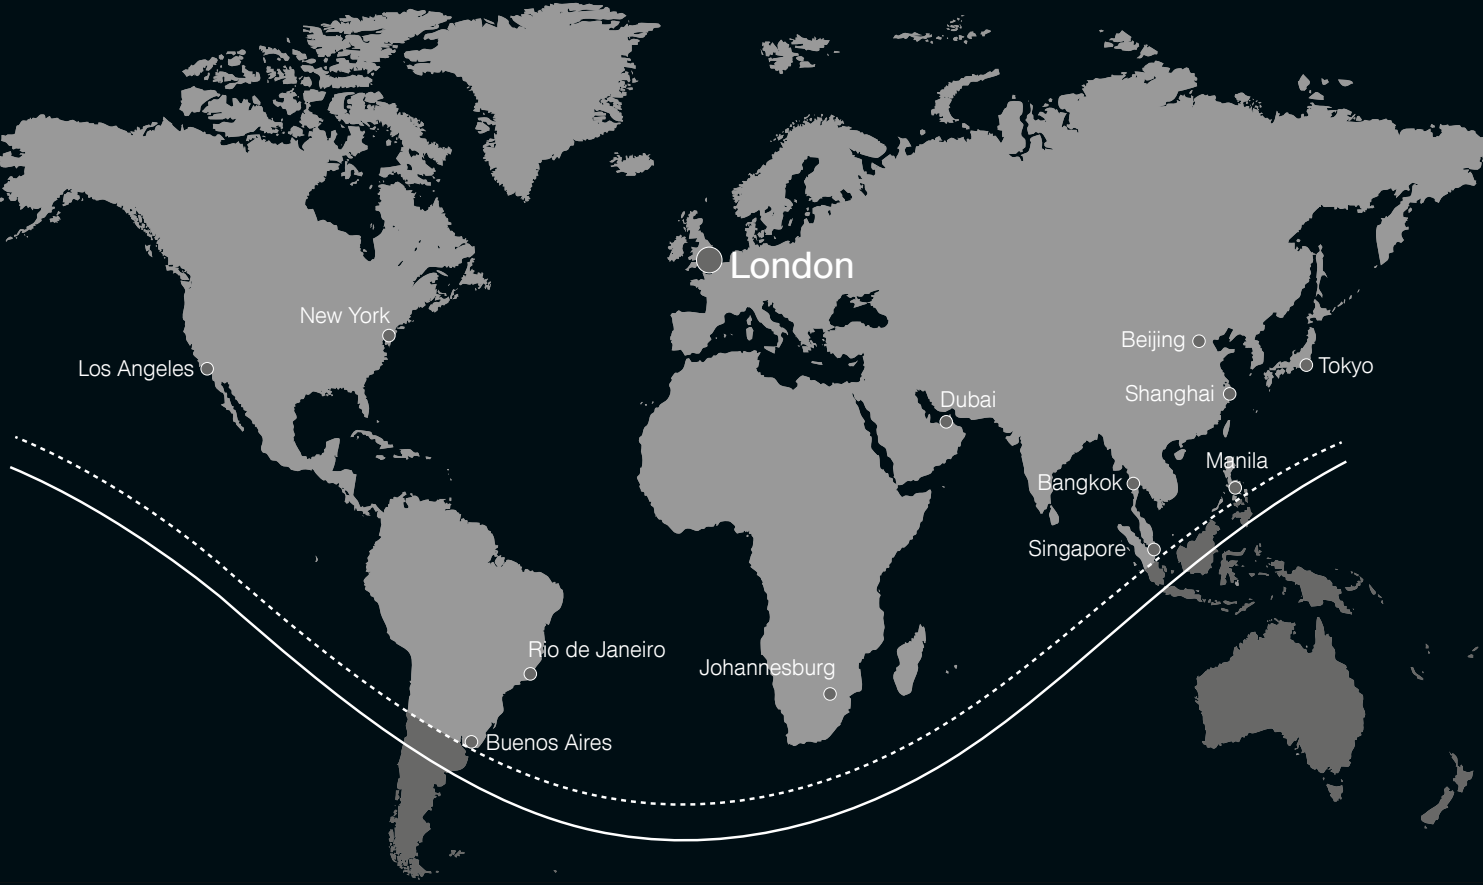 London
New York
Beijing
Los Angeles
Tokyo
Shanghai
Dubai
Manila
Bangkok
Singapore
Rio de Janeiro
Johannesburg
Buenos Aires